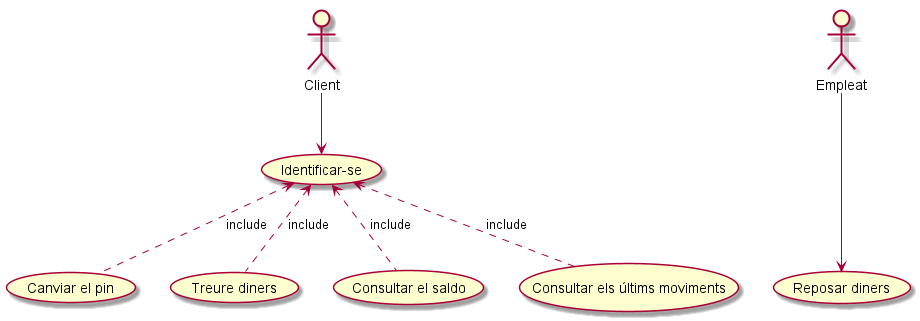 Client
Empleat
Identificar-se
include
include
include
include
Canviar el pin
Treure diners
Consultar el saldo
Consultar els últims moviments
Reposar diners